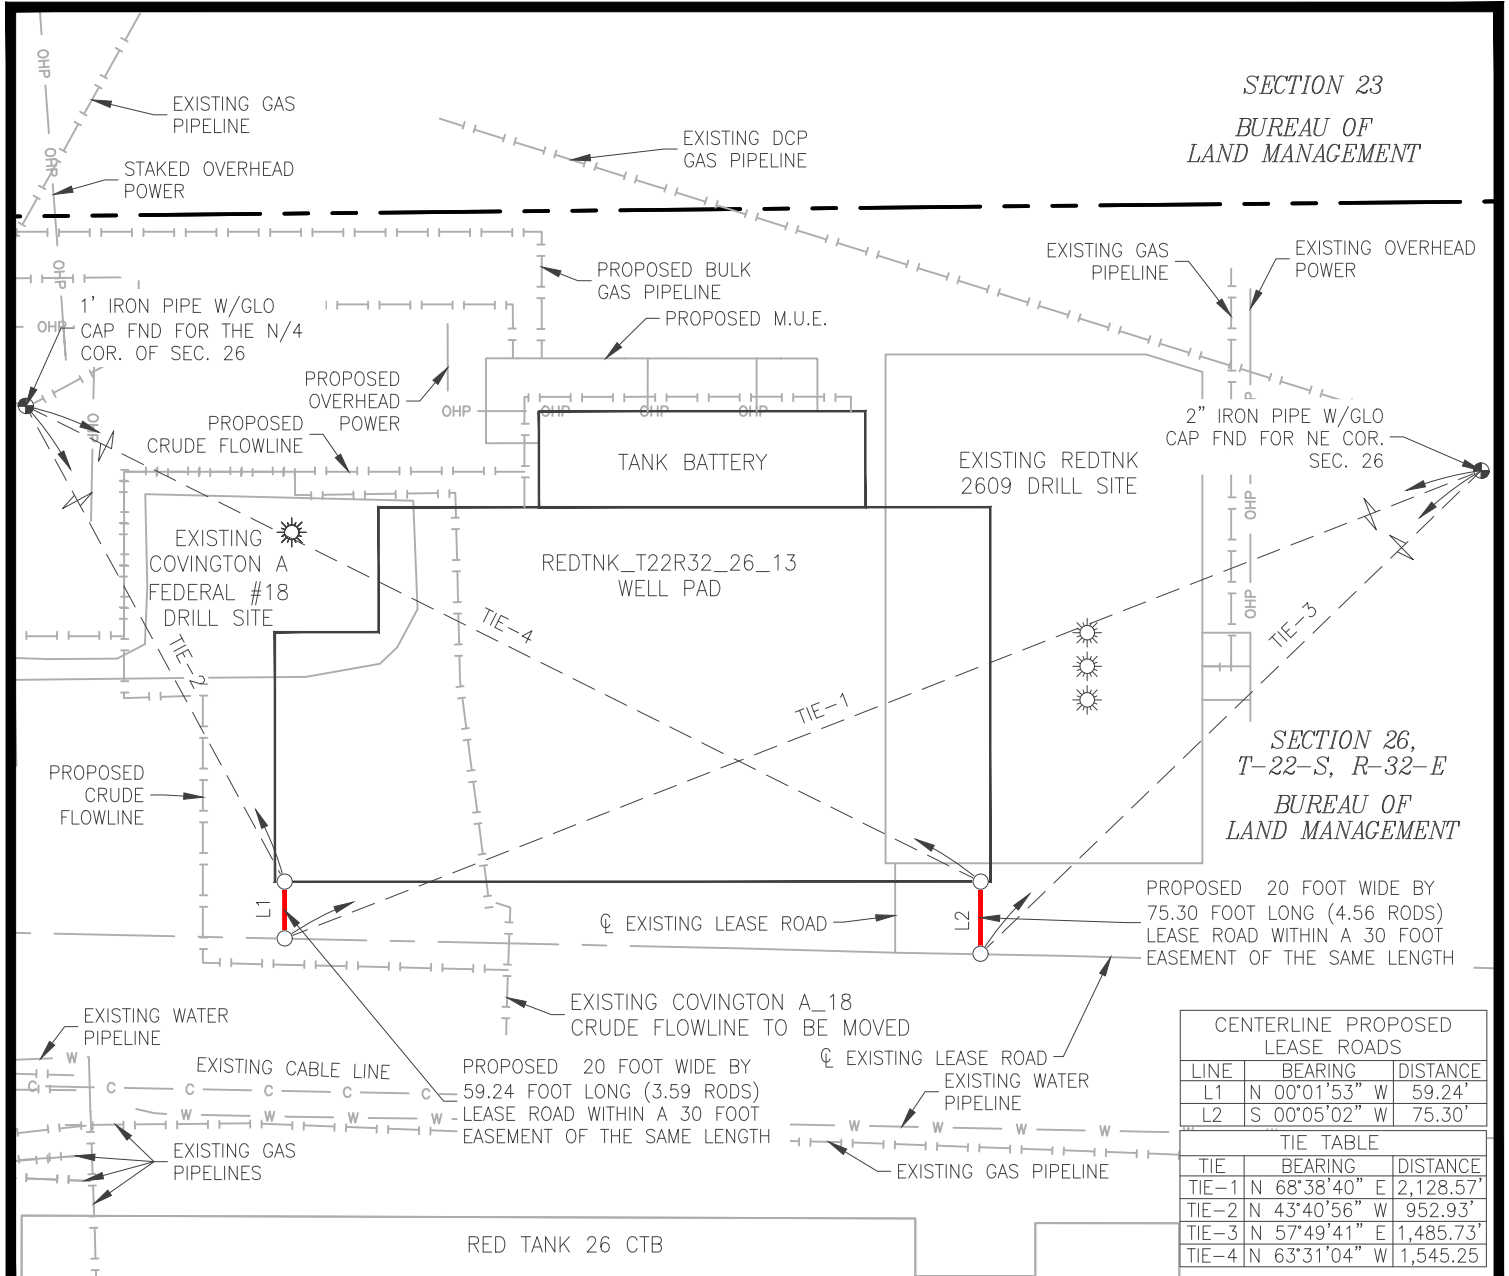 SECTION 23
BUREAU OF
LAND MANAGEMENT
OHP
EXISTING GAS
PIPELINE
EXISTING DCP
GAS PIPELINE
OHP
STAKED OVERHEAD
POWER
EXISTING GAS
PIPELINE
EXISTING OVERHEAD
POWER
OHP
PROPOSED BULK
GAS PIPELINE
1' IRON PIPE W/GLO
CAP FND FOR THE N/4
COR. OF SEC. 26
OHP
PROPOSED M.U.E.
PROPOSED
OVERHEAD
POWER
OHP
OHP
OHP
OHP
OHP
PROPOSED
CRUDE FLOWLINE
P
2" IRON PIPE W/GLO
CAP FND FOR NE COR.
SEC. 26
TANK BATTERY
EXISTING REDTNK
2609 DRILL SITE
OHP
EXISTING
COVINGTON A
FEDERAL #18
DRILL SITE
REDTNK_T22R32_26_13
WELL PAD
OHP
TIE-4
TIE-3
TIE-2
TIE-1
SECTION 26,
T-22-S, R-32-E
BUREAU OF
LAND MANAGEMENT
PROPOSED
CRUDE
FLOWLINE
L1
L2
℄ EXISTING LEASE ROAD
PROPOSED 20 FOOT WIDE BY
75.30 FOOT LONG (4.56 RODS)
LEASE ROAD WITHIN A 30 FOOT
EASEMENT OF THE SAME LENGTH
EXISTING COVINGTON A_18
CRUDE FLOWLINE TO BE MOVED
EXISTING WATER
PIPELINE
W
EXISTING CABLE LINE
C C C C C C
W W W W
PROPOSED 20 FOOT WIDE BY
59.24 FOOT LONG (3.59 RODS)
LEASE ROAD WITHIN A 30 FOOT
EASEMENT OF THE SAME LENGTH
℄ EXISTING LEASE ROAD
EXISTING WATER
PIPELINE
W W W W
EXISTING GAS
PIPELINES
EXISTING GAS PIPELINE
RED TANK 26 CTB
CENTERLINE PROPOSED
LEASE ROADS
LINE BEARING DISTANCE
L1 N 00°01'53" W 59.24'
L2 S 00°05'02" W 75.30'
TIE TABLE
TIE BEARING DISTANCE
TIE-1 N 68°38'40" E 2,128.57'
TIE-2 N 43°40'56" W 952.93'
TIE-3 N 57°49'41" E 1,485.73'
TIE-4 N 63°31'04" W 1,545.25